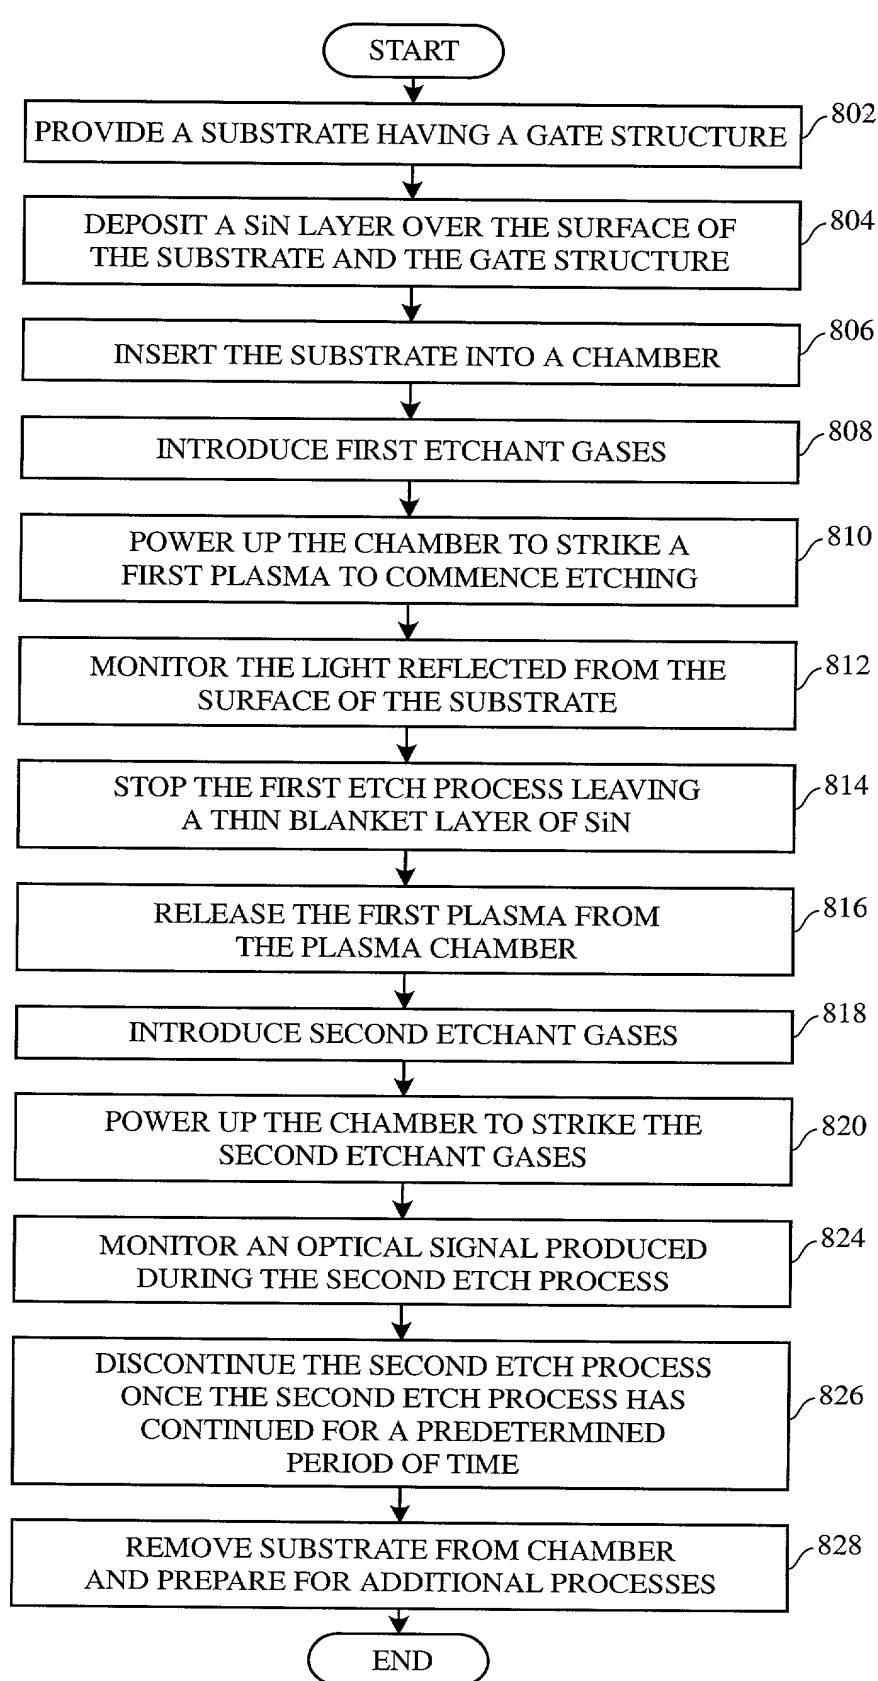 START
PROVIDE A SUBSTRATE HAVING A GATE STRUCTURE
802
DEPOSIT A SiN LAYER OVER THE SURFACE OF
THE SUBSTRATE AND THE GATE STRUCTURE
804
INSERT THE SUBSTRATE INTO A CHAMBER
806
INTRODUCE FIRST ETCHANT GASES
808
POWER UP THE CHAMBER TO STRIKE A
FIRST PLASMA TO COMMENCE ETCHING
810
MONITOR THE LIGHT REFLECTED FROM THE
SURFACE OF THE SUBSTRATE
812
STOP THE FIRST ETCH PROCESS LEAVING
A THIN BLANKET LAYER OF SiN
814
RELEASE THE FIRST PLASMA FROM
THE PLASMA CHAMBER
816
INTRODUCE SECOND ETCHANT GASES
818
POWER UP THE CHAMBER TO STRIKE THE
SECOND ETCHANT GASES
820
MONITOR AN OPTICAL SIGNAL PRODUCED
DURING THE SECOND ETCH PROCESS
824
DISCONTINUE THE SECOND ETCH PROCESS
ONCE THE SECOND ETCH PROCESS HAS
CONTINUED FOR A PREDETERMINED
PERIOD OF TIME
826
REMOVE SUBSTRATE FROM CHAMBER
AND PREPARE FOR ADDITIONAL PROCESSES
828
END